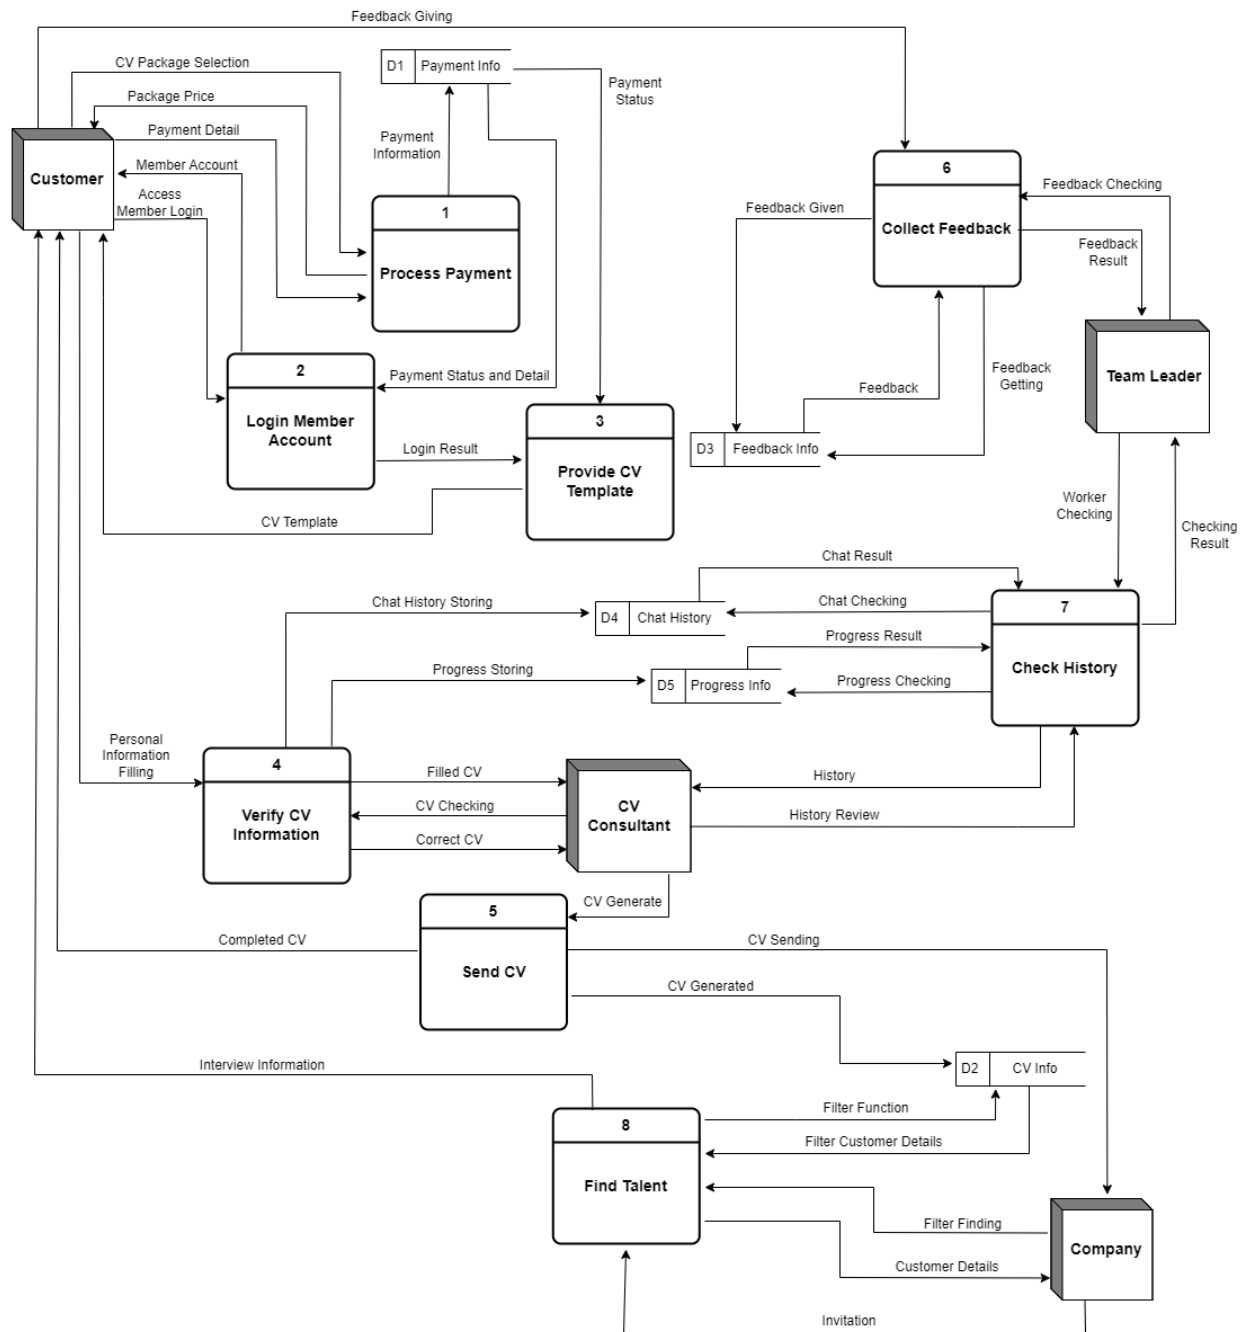 Feedback Giving
CV Package Selection
D1
Payment Info
Package Price
Payment
Status
Payment Detail
Payment
Information
Member Account
Customer
Access
Member Login
1
Process Payment
6
Collect Feedback
Feedback Checking
Feedback Given
Feedback
Result
2
Login Member
Account
Payment Status and Detail
Feedback
Feedback
Getting
Team Leader
3
Provide CV
Template
Login Result
D3
Feedback Info
CV Template
Worker
Checking
Checking
Result
Chat Result
Chat History Storing
D4
Chat History
Chat Checking
7
Check History
Progress Result
Progress Storing
D5
Progress Info
Progress Checking
Personal
Information
Filling
4
Verify CV
Information
Filled CV
CV Checking
Correct CV
CV
Consultant
History
History Review
CV Generate
5
Send CV
Completed CV
CV Sending
CV Generated
Interview Information
D2
CV Info
8
Find Talent
Filter Function
Filter Customer Details
Filter Finding
Company
Customer Details
Invitation